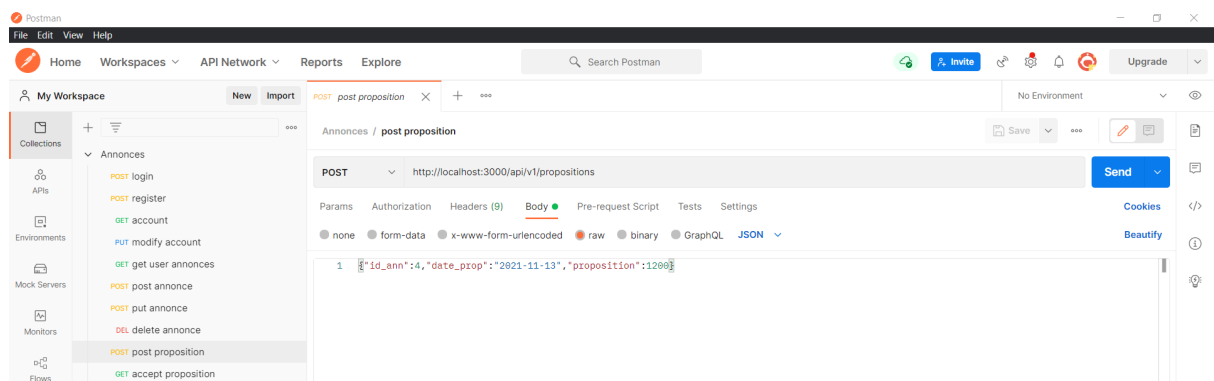 Postman
File Edit View Help
Home Workspaces API Network Reports Explore Search Postman Invite Upgrade
My Workspace New Import POST post proposition No Environment
Collections
APIs
Environments
Mock Servers
Monitors
Flows
Annonces
POST login
POST register
GET account
PUT modify account
GET get user annonces
POST post annonce
POST put annonce
DEL delete annonce
POST post proposition
GET accept proposition
Annonces / post proposition Save
POST http://localhost:3000/api/v1/propositions Send
Params Authorization Headers (9) Body Pre-request Script Tests Settings Cookies
none form-data x-www-form-urlencoded raw binary GraphQL JSON Beautify
1 {"id_ann":4,"date_prop":"2021-11-13","proposition":1200}